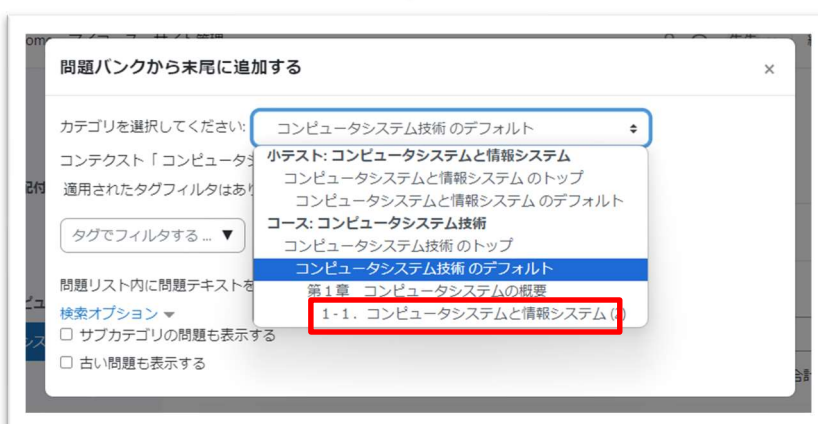 問題バンクから末尾に追加する ×
カテゴリを選択してください: コンピュータシステム技術 のデフォルト
コンテクスト「 コンピュータシ
適用されたタグフィルタはあり
タグでフィルタする ... ▼
小テスト: コンピュータシステムと情報システム
コンピュータシステムと情報システム のトップ
コンピュータシステムと情報システム のデフォルト
コース: コンピュータシステム技術
コンピュータシステム技術 のトップ
コンピュータシステム技術 のデフォルト
第1章 コンピュータシステムの概要
1-1. コンピュータシステムと情報システム
問題リスト内に問題テキストを
検索オプション
サブカテゴリの問題も表示する
古い問題も表示する